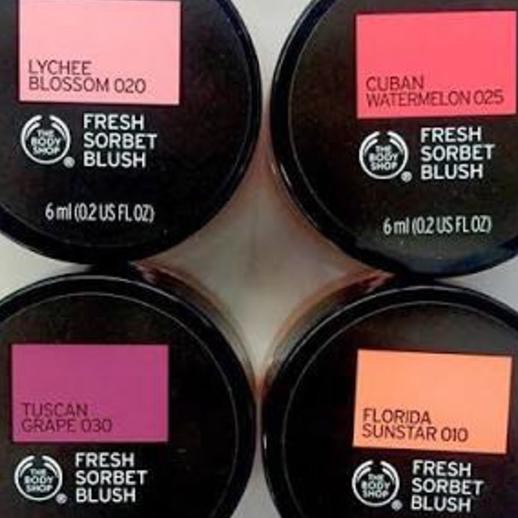 LYCHEE
BLOSSOM 020
THE
BODY
SHOP
®
FRESH
SORBET
BLUSH
6 ml (0.2 US FL OZ)
CUBAN
WATERMELON 025
THE
BODY
SHOP
®
FRESH
SORBET
BLUSH
6 ml (0.2 US FL OZ)
TUSCAN
GRAPE 030
THE
BODY
SHOP
®
FRESH
SORBET
BLUSH
FLORIDA
SUNSTAR 010
THE
BODY
SHOP
®
FRESH
SORBET
BLUSH